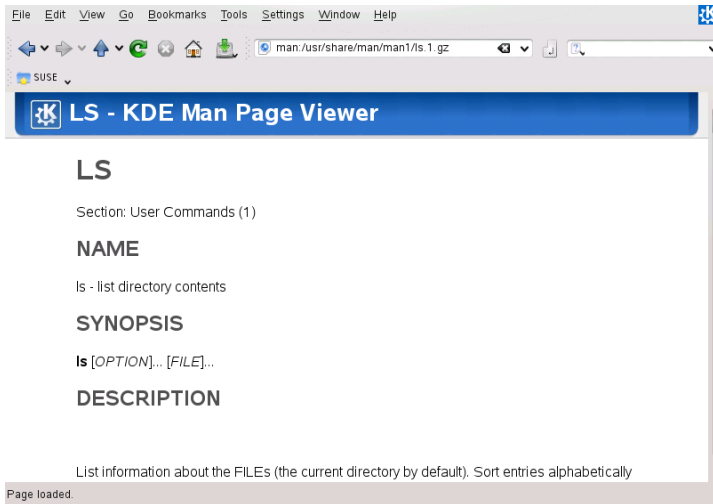 File Edit View Go Bookmarks Tools Settings Window Help
man:/usr/share/man/man1/ls.1.gz
SUSE
LS - KDE Man Page Viewer
LS
Section: User Commands (1)
NAME
ls - list directory contents
SYNOPSIS
ls [OPTION]... [FILE]...
DESCRIPTION
List information about the FILEs (the current directory by default). Sort entries alphabetically
Page loaded.